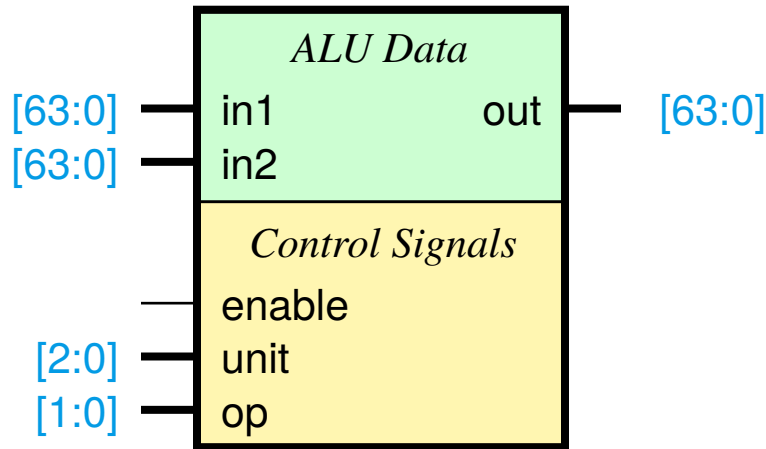 ALU Data
[63:0] in1 out [63:0]
[63:0] in2
Control Signals
enable
[2:0] unit
[1:0] op